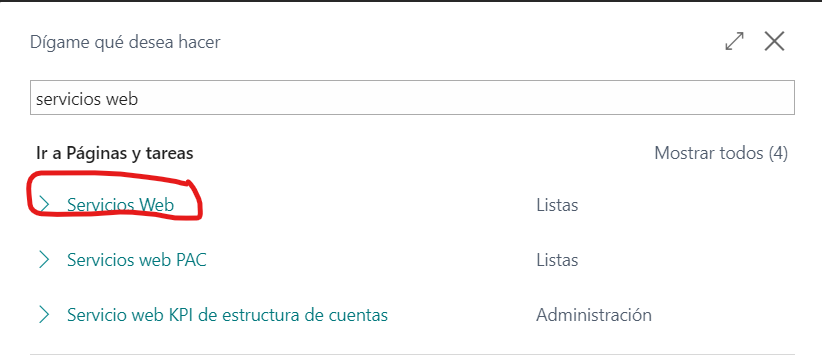 Dígame qué desea hacer
servicios web
Ir a Páginas y tareas Mostrar todos (4)
Servicios Web Listas
Servicios web PAC Listas
Servicio web KPI de estructura de cuentas Administración